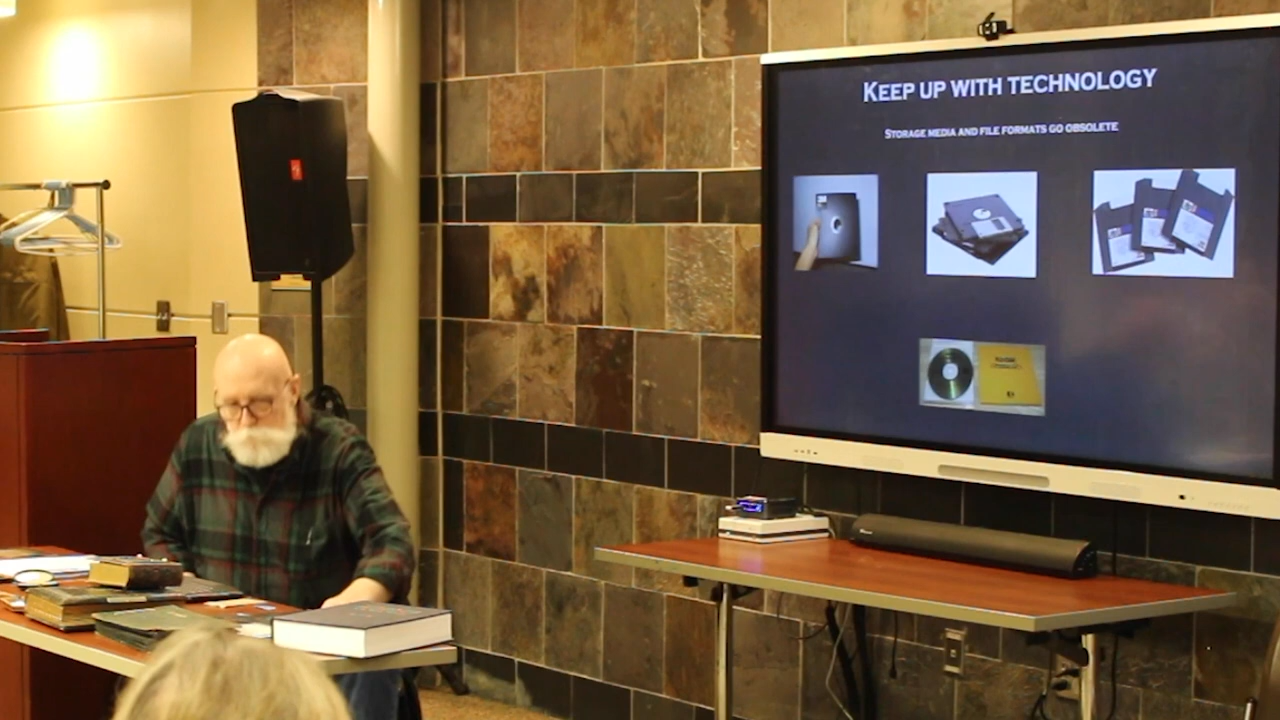 KEEP UP WITH TECHNOLOGY
STORAGE MEDIA AND FILE FORMATS GO OBSOLETE